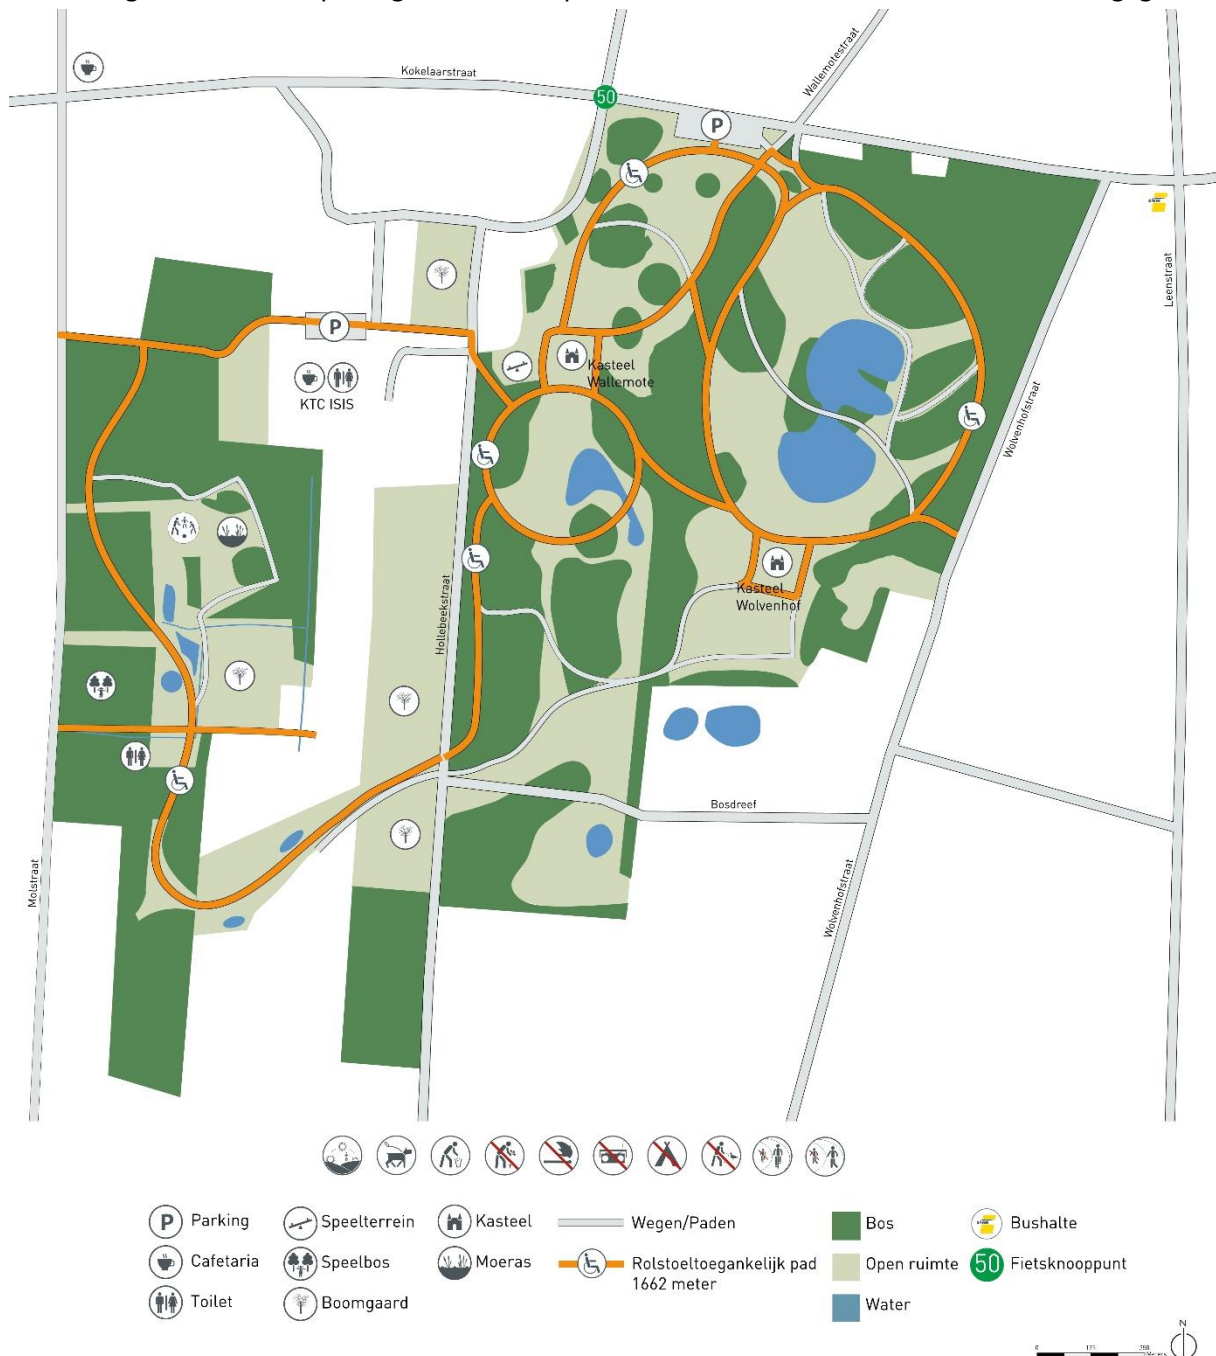 Kokelaarstraat
Wallemotestraat
50
P
Leenstraat
P
Kasteel
Wallemote
KTC ISIS
Wolvenhofstraat
Hollebeekstraat
Kasteel
Wolvenhof
Bosdreef
Molstraat
Wolvenhofstraat
P Parking
Speelterrein
Kasteel
Wegen/Paden
Bos
Bushalte
Cafetaria
Speelbos
Moeras
Rolstoeltoegankelijk pad
1662 meter
Open ruimte
50 Fietsknooppunt
Toilet
Boomgaard
Water
N